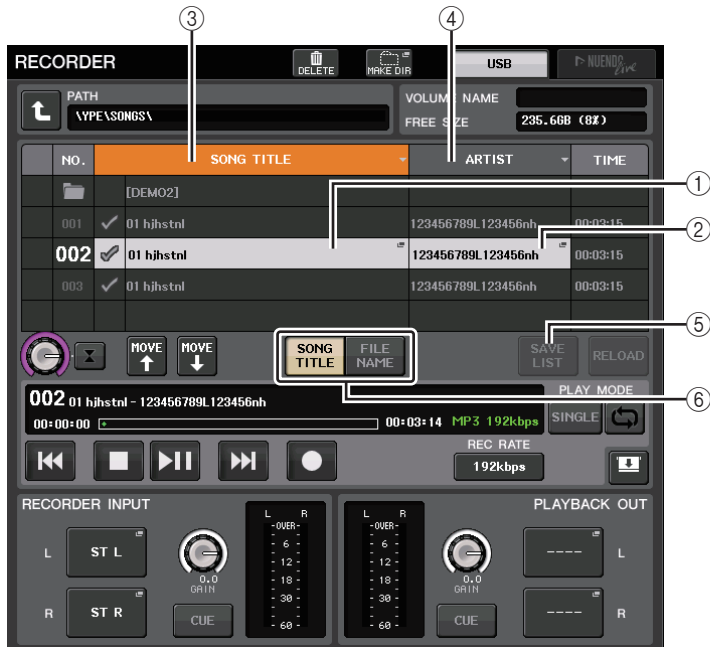 ③ ④
RECORDER DELETE MAKE DIR USB NUENDO Live
PATH VOLUME NAME
\YPE\SONGS\ FREE SIZE 235.6GB (8%)
NO. SONG TITLE ARTIST TIME
[DEMO2] ①
001 01 hjhstnl 123456789L123456nh 00:03:15
②
002 01 hjhstnl 123456789L123456nh 00:03:15
003 01 hjhstnl 123456789L123456nh 00:03:15
⑤
MOVE MOVE SONG TITLE FILE NAME SAVE LIST RELOAD
⑥
002 01 hjhstnl - 123456789L123456nh PLAY MODE
00:00:00 00:03:14 MP3 192kbps SINGLE
REC RATE
192kbps
RECORDER INPUT PLAYBACK OUT
L R L R
-OVER- -OVER-
L ST L - 6 - - 6 - ---- L
- 12 - - 12 -
0.0 - 18 - - 18 - 0.0
GAIN - 30 - - 30 - GAIN
R ST R CUE - 60 - - 60 - CUE ---- R